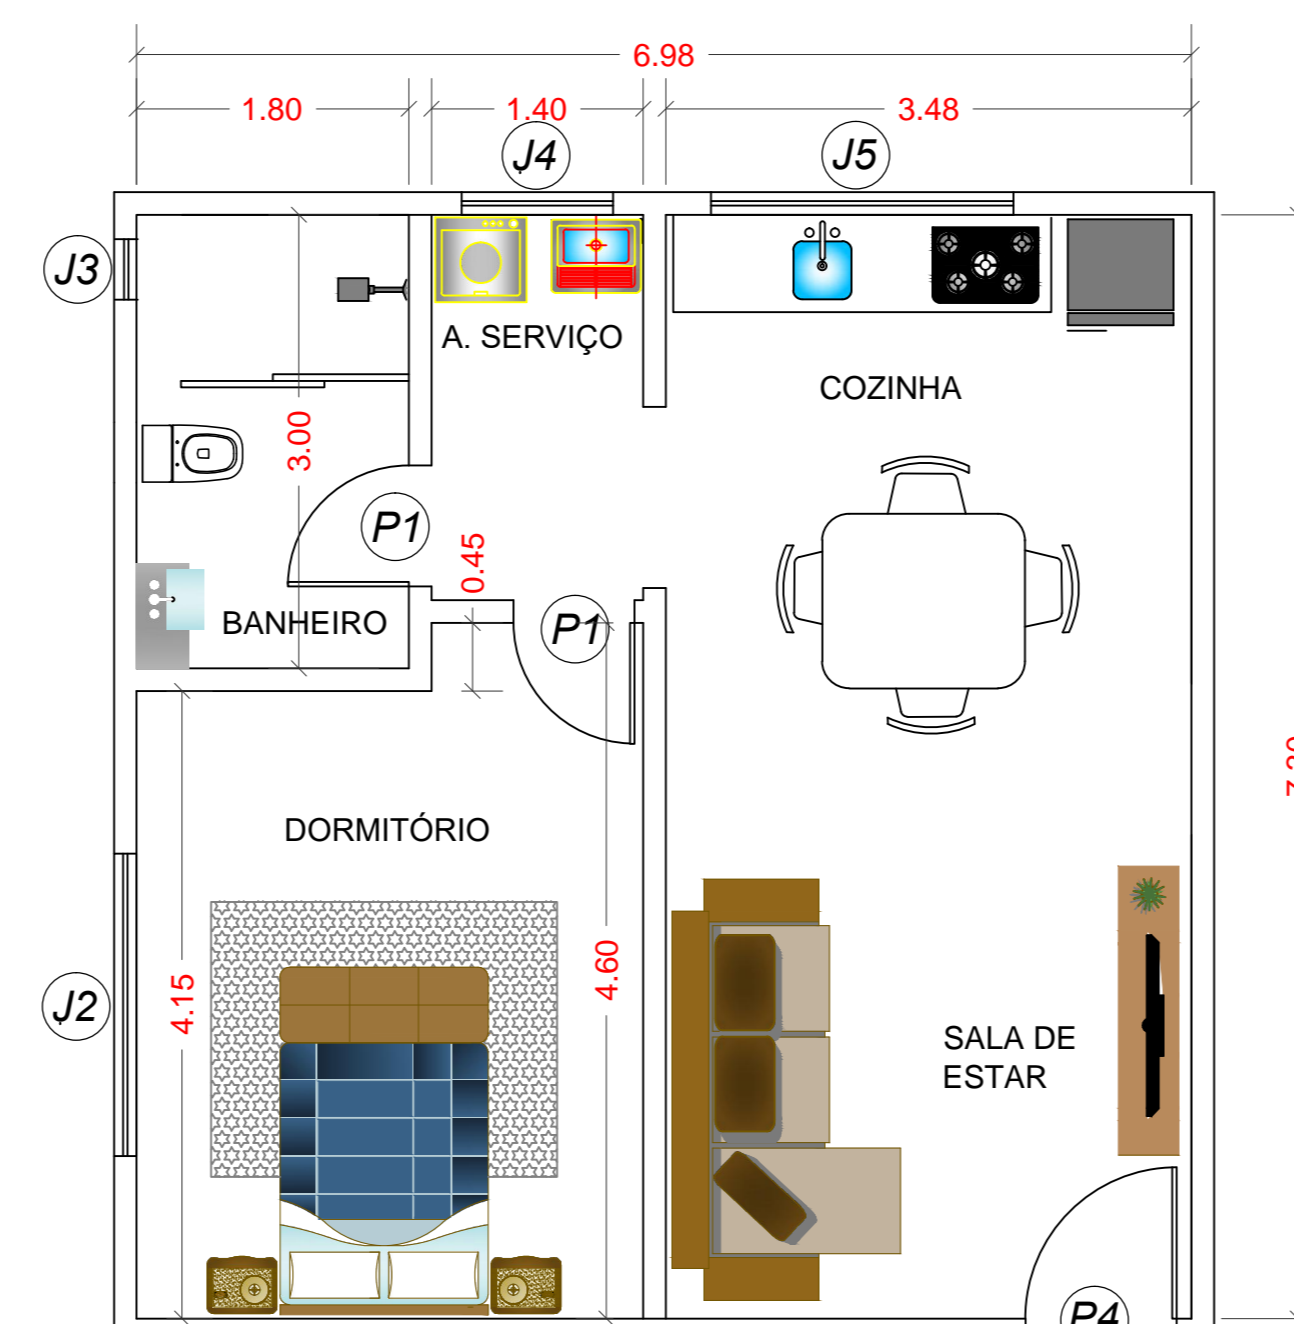 6.98
1.80
1.40
3.48
J4
J5
J3
A. SERVIÇO
COZINHA
3.00
P1
0.45
BANHEIRO
P1
DORMITÓRIO
4.15
4.60
J2
SALA DE
ESTAR
P4